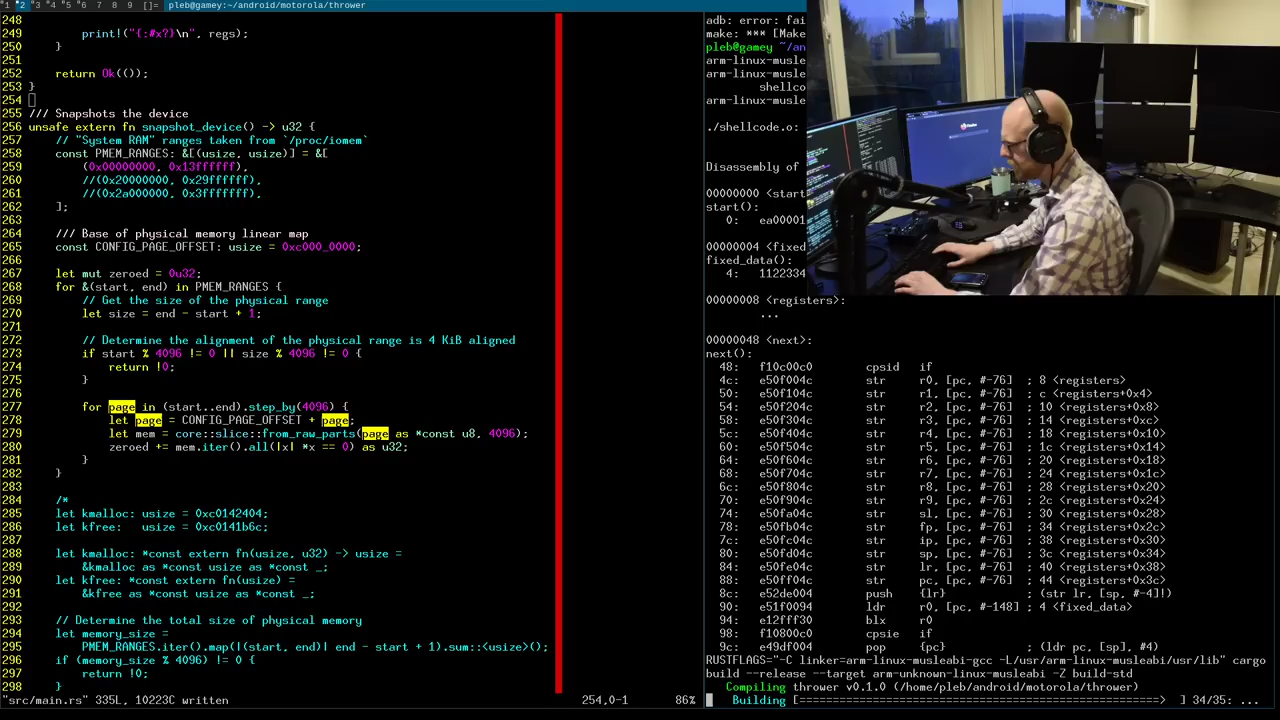 1 2 3 4 5 6 7 8 9 []= pleb@gamey:~/android/motorola/thrower
248
249         print!("{:#x?}\n", regs);
250     }
251
252     return Ok(());
253 }
254
255 /// Snapshots the device
256 unsafe extern fn snapshot_device() -> u32 {
257     // "System RAM" ranges taken from `/proc/iomem`
258     const PMEM_RANGES: &[(usize, usize)] = &[
259         (0x00000000, 0x13ffffff),
260         //(0x20000000, 0x29ffffff),
261         //(0x2a000000, 0x3fffffff),
262     ];
263
264     /// Base of physical memory linear map
265     const CONFIG_PAGE_OFFSET: usize = 0xc000_0000;
266
267     let mut zeroed = 0u32;
268     for &(start, end) in PMEM_RANGES {
269         // Get the size of the physical range
270         let size = end - start + 1;
271
272         // Determine the alignment of the physical range is 4 KiB aligned
273         if start % 4096 != 0 || size % 4096 != 0 {
274             return !0;
275         }
276
277         for page in (start..end).step_by(4096) {
278             let page = CONFIG_PAGE_OFFSET + page;
279             let mem = core::slice::from_raw_parts(page as *const u8, 4096);
280             zeroed += mem.iter().all(|x| *x == 0) as u32;
281         }
282     }
283
284     /*
285     let kmalloc: usize = 0xc0142404;
286     let kfree:   usize = 0xc0141b6c;
287
288     let kmalloc: *const extern fn(usize, u32) -> usize =
289         &kmalloc as *const usize as *const _;
290     let kfree: *const extern fn(usize) =
291         &kfree as *const usize as *const _;
292
293     // Determine the total size of physical memory
294     let memory_size =
295         PMEM_RANGES.iter().map(|(start, end)| end - start + 1).sum::<usize>();
296     if (memory_size % 4096) != 0 {
297         return !0;
298     }
"src/main.rs" 335L, 10223C written 254,0-1 86%
adb: error: fai
make: *** [Make
pleb@gamey ~/an
arm-linux-musle
arm-linux-musle
shellco
arm-linux-musle
./shellcode.o:
Disassembly of
00000000 <start
start():
0: ea00001
00000004 <fixed
fixed_data():
4: 1122334
00000008 <registers>:
...
00000048 <next>:
next():
48: f10c00c0 cpsid if
4c: e50f004c str r0, [pc, #-76] ; 8 <registers>
50: e50f104c str r1, [pc, #-76] ; c <registers+0x4>
54: e50f204c str r2, [pc, #-76] ; 10 <registers+0x8>
58: e50f304c str r3, [pc, #-76] ; 14 <registers+0xc>
5c: e50f404c str r4, [pc, #-76] ; 18 <registers+0x10>
60: e50f504c str r5, [pc, #-76] ; 1c <registers+0x14>
64: e50f604c str r6, [pc, #-76] ; 20 <registers+0x18>
68: e50f704c str r7, [pc, #-76] ; 24 <registers+0x1c>
6c: e50f804c str r8, [pc, #-76] ; 28 <registers+0x20>
70: e50f904c str r9, [pc, #-76] ; 2c <registers+0x24>
74: e50fa04c str sl, [pc, #-76] ; 30 <registers+0x28>
78: e50fb04c str fp, [pc, #-76] ; 34 <registers+0x2c>
7c: e50fc04c str ip, [pc, #-76] ; 38 <registers+0x30>
80: e50fd04c str sp, [pc, #-76] ; 3c <registers+0x34>
84: e50fe04c str lr, [pc, #-76] ; 40 <registers+0x38>
88: e50ff04c str pc, [pc, #-76] ; 44 <registers+0x3c>
8c: e52de004 push {lr} ; (str lr, [sp, #-4]!)
90: e51f0094 ldr r0, [pc, #-148] ; 4 <fixed_data>
94: e12fff30 blx r0
98: f10800c0 cpsie if
9c: e49df004 pop {pc} ; (ldr pc, [sp], #4)
RUSTFLAGS="-C linker=arm-linux-musleabi-gcc -L/usr/arm-linux-musleabi/usr/lib" cargo
build --release --target arm-unknown-linux-musleabi -Z build-std
Compiling thrower v0.1.0 (/home/pleb/android/motorola/thrower)
Building [=====================================================> ] 34/35: ...